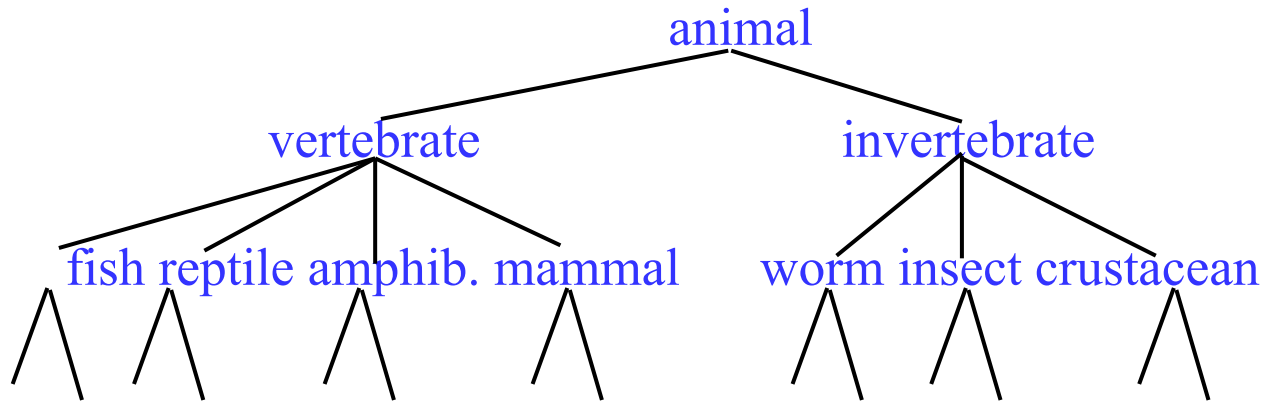 animal
vertebrate invertebrate
fish reptile amphib. mammal worm insect crustacean